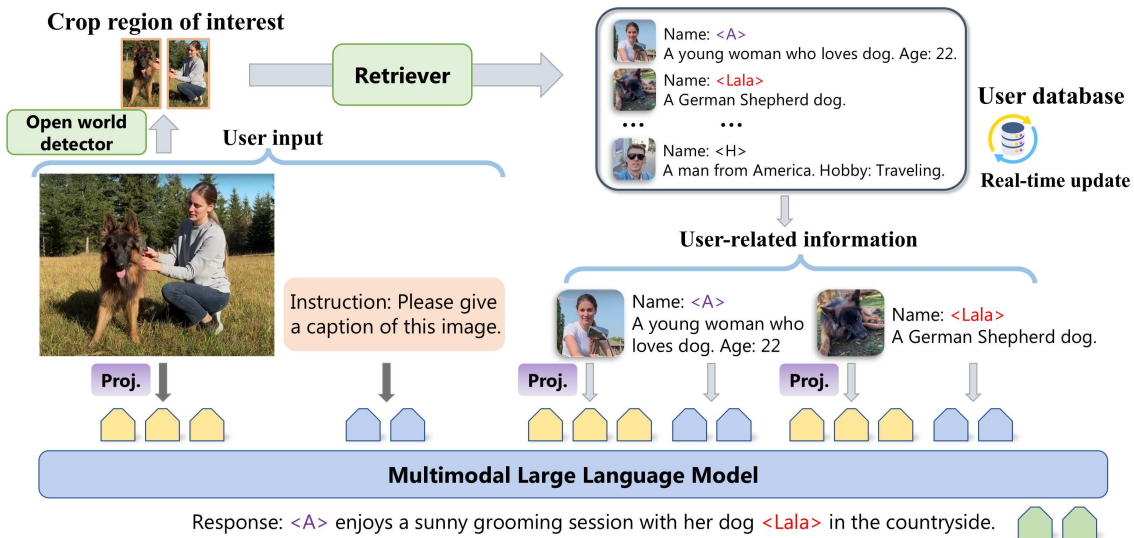 Crop region of interest
Retriever
Open world
detector
User input
Name: <A>
A young woman who loves dog. Age: 22.
Name: <Lala>
A German Shepherd dog.
... ...
Name: <H>
A man from America. Hobby: Traveling.
User database
Real-time update
User-related information
Instruction: Please give
a caption of this image.
Name: <A>
A young woman who
loves dog. Age: 22
Name: <Lala>
A German Shepherd dog.
Proj.
Proj.
Proj.
Multimodal Large Language Model
Response: <A> enjoys a sunny grooming session with her dog <Lala> in the countryside.